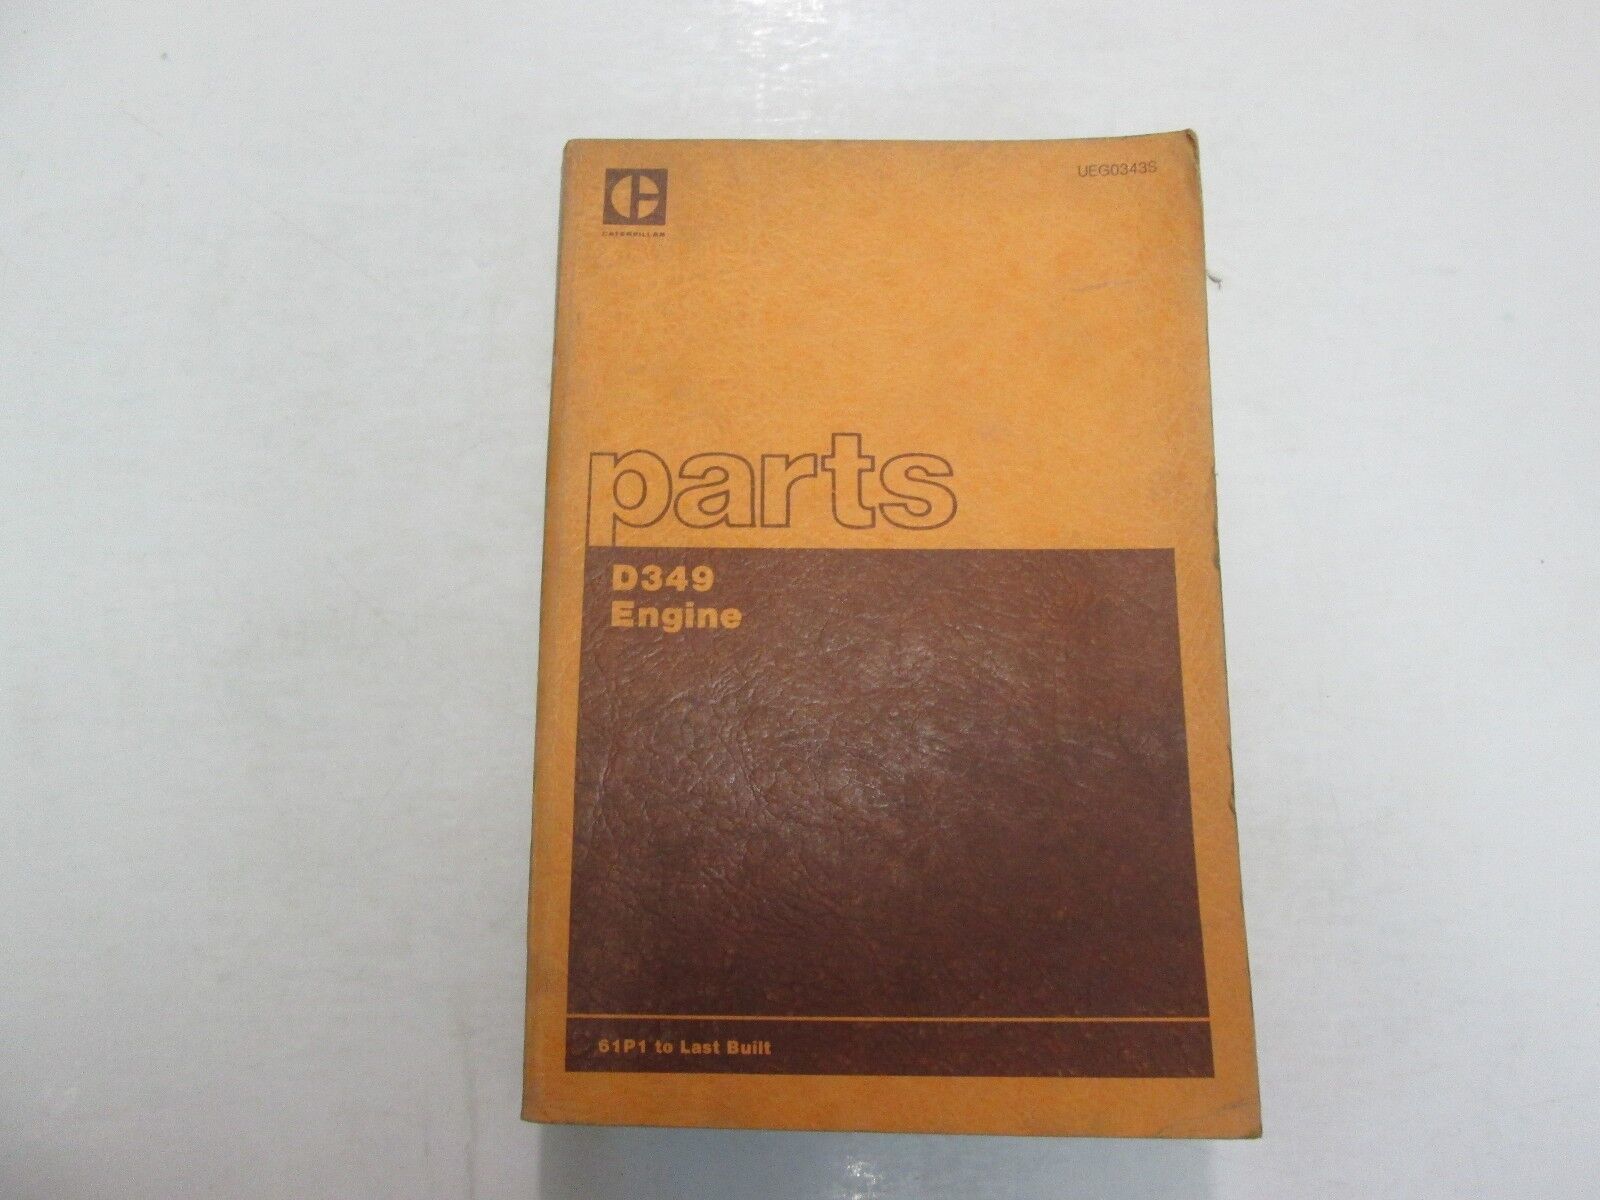 UEG0343S
CATERPILLAR
parts
D349
Engine
61P1 to Last Built